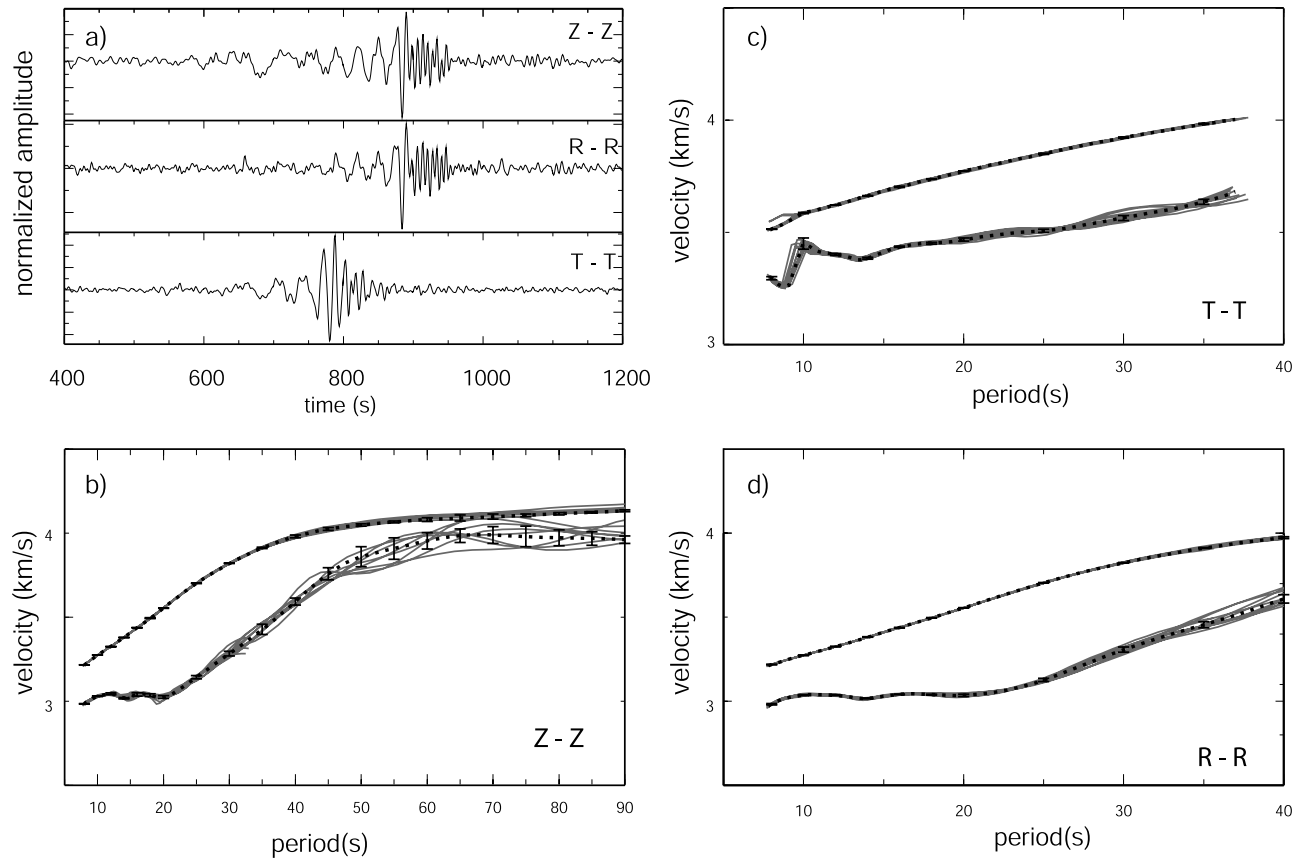 a)
Z - Z
R - R
T - T
normalized amplitude
400 600 800 1000 1200
time (s)
c)
4
3
velocity (km/s)
T - T
10 20 30 40
period(s)
b)
4
3
velocity (km/s)
Z - Z
10 20 30 40 50 60 70 80 90
period(s)
d)
4
3
velocity (km/s)
R - R
10 20 30 40
period(s)